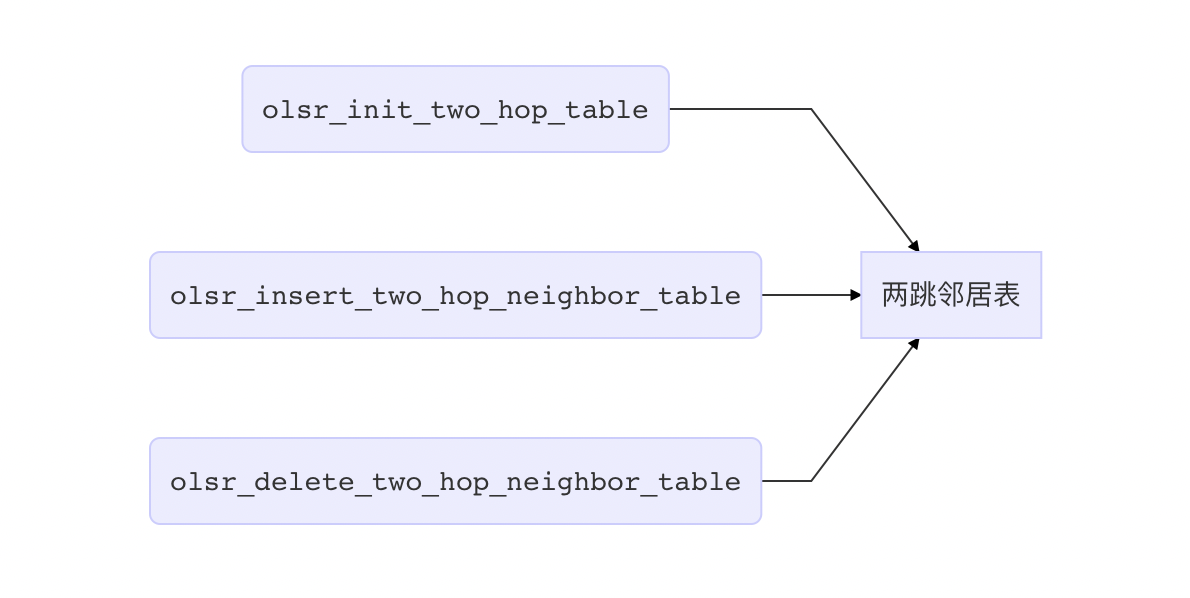 olsr_init_two_hop_table
olsr_insert_two_hop_neighbor_table
两跳邻居表
olsr_delete_two_hop_neighbor_table